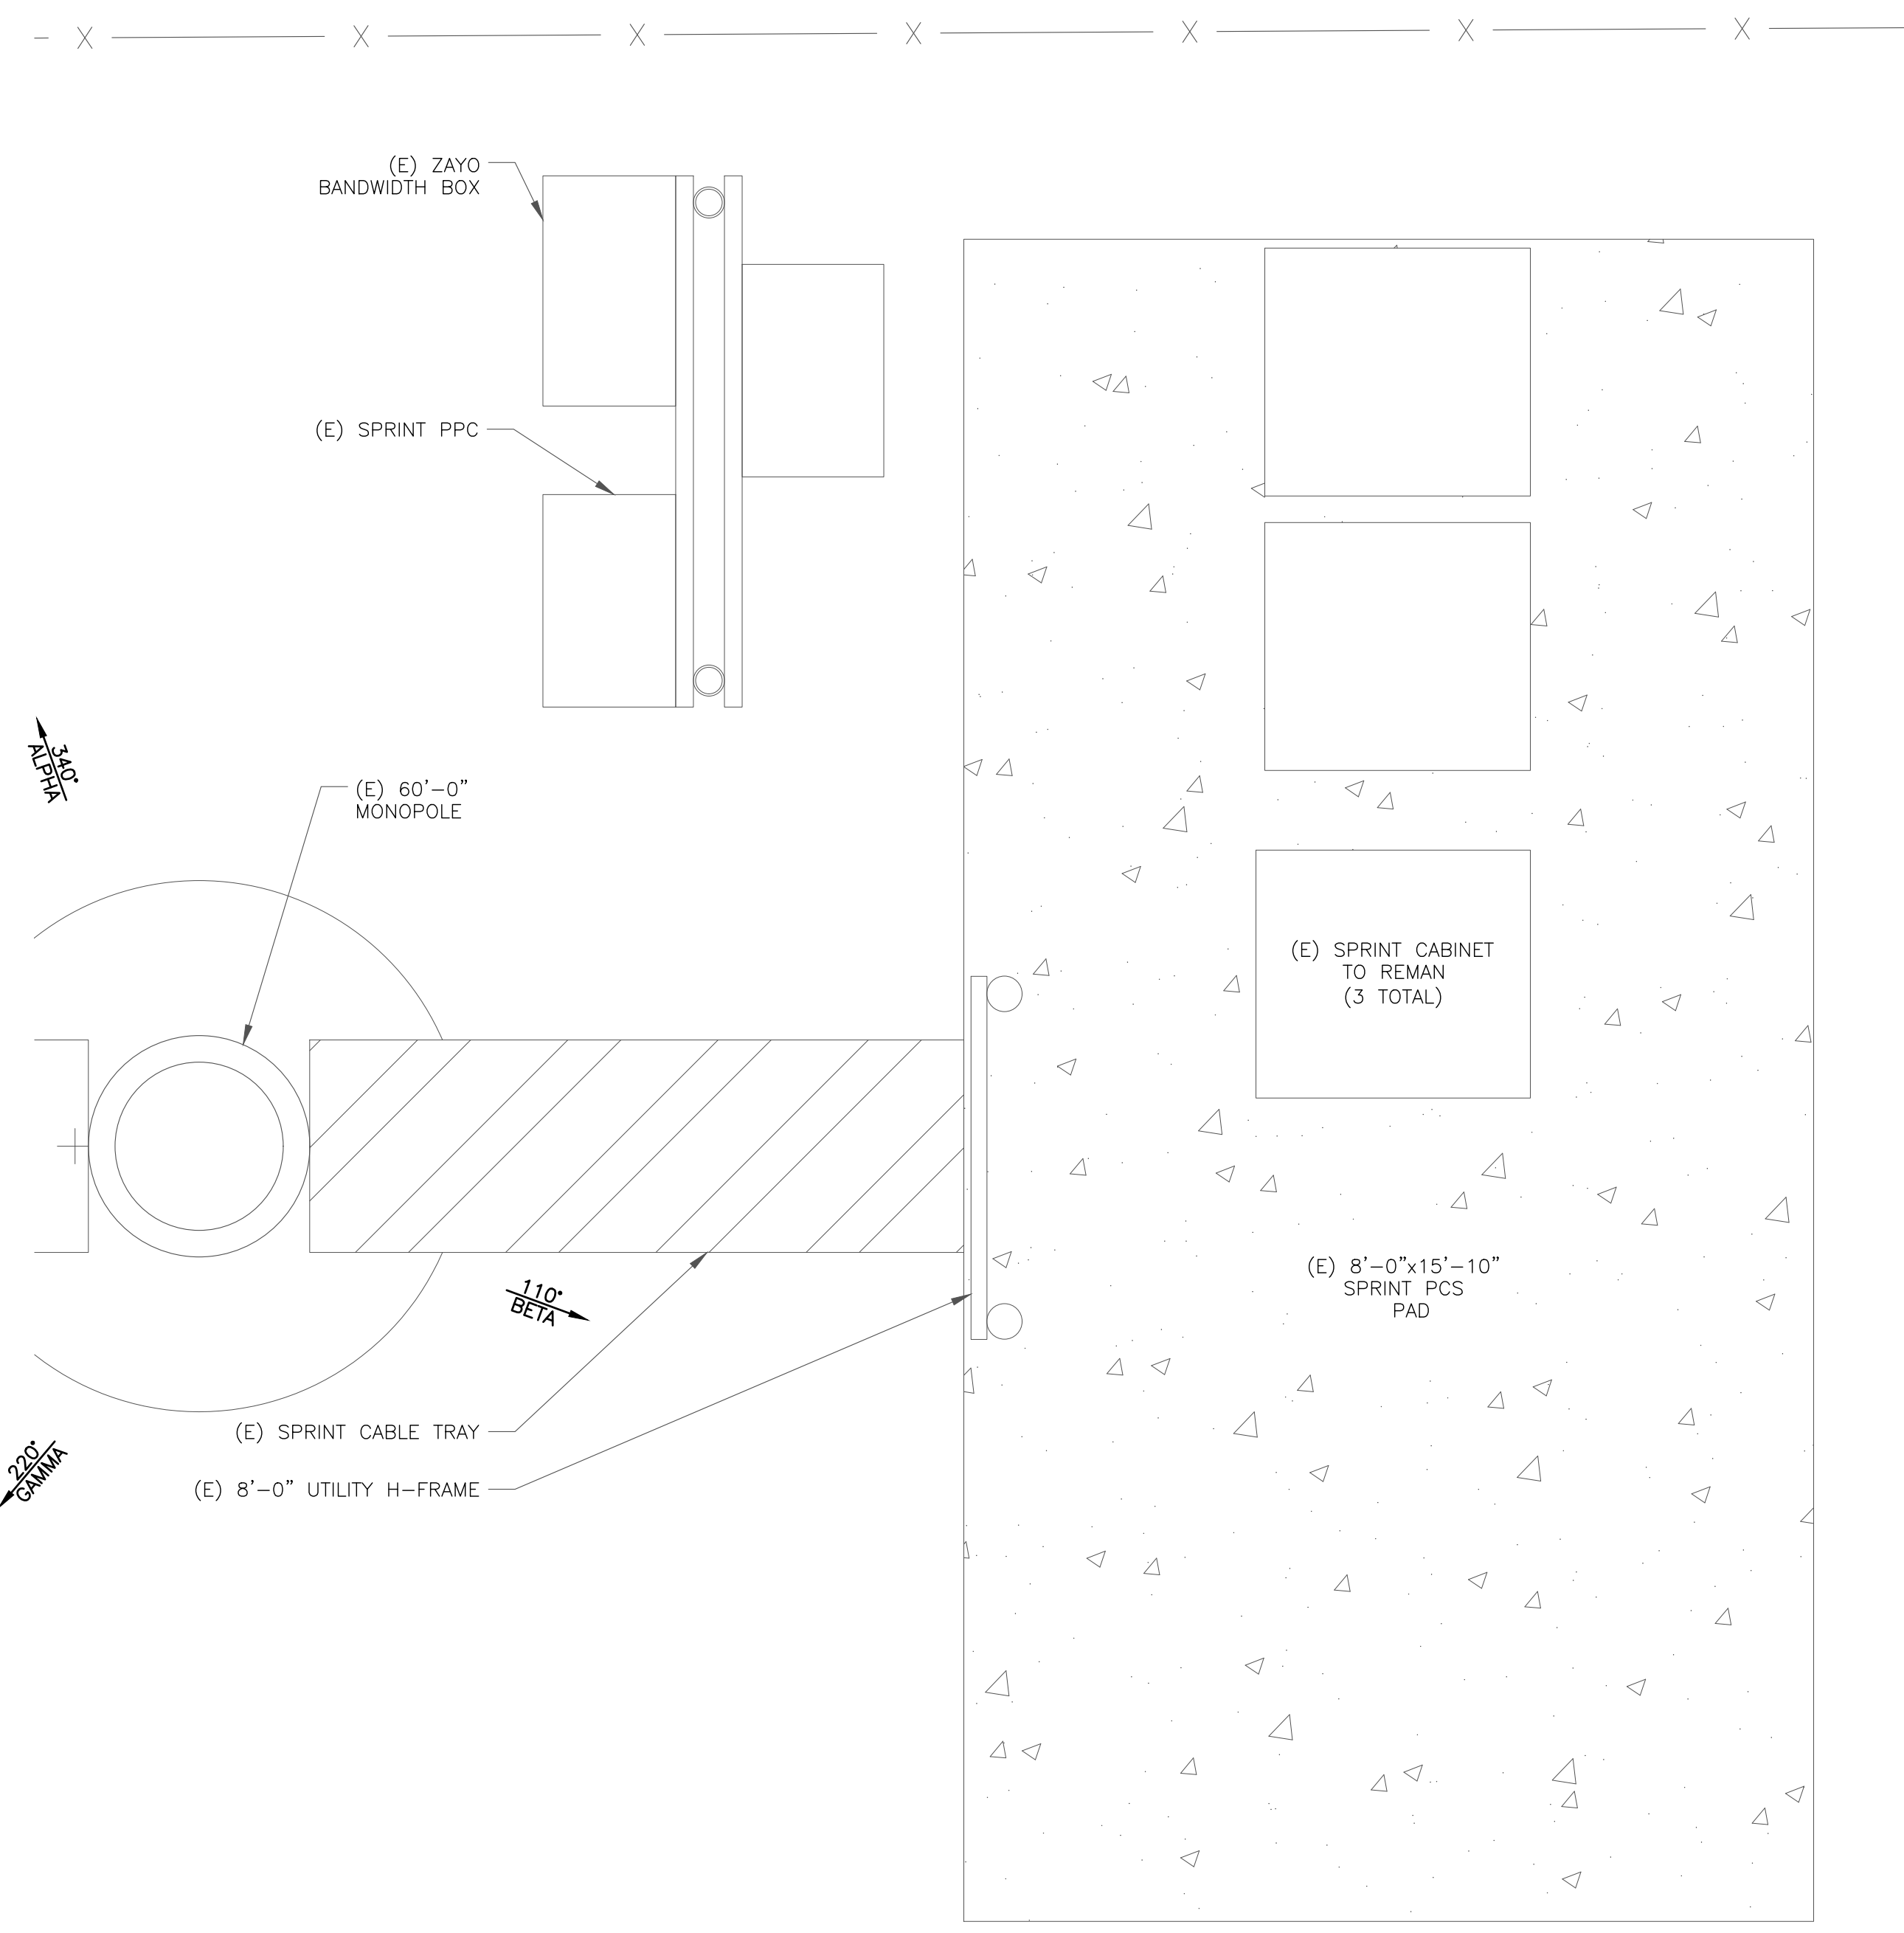 (E) ZAYO
BANDWIDTH BOX
(E) SPRINT PPC
340°
ALPHA
(E) 60'-0"
MONOPOLE
(E) SPRINT CABINET
TO REMAN
(3 TOTAL)
110°
BETA
(E) 8'-0"x15'-10"
SPRINT PCS
PAD
(E) SPRINT CABLE TRAY
220°
GAMMA
(E) 8'-0" UTILITY H-FRAME